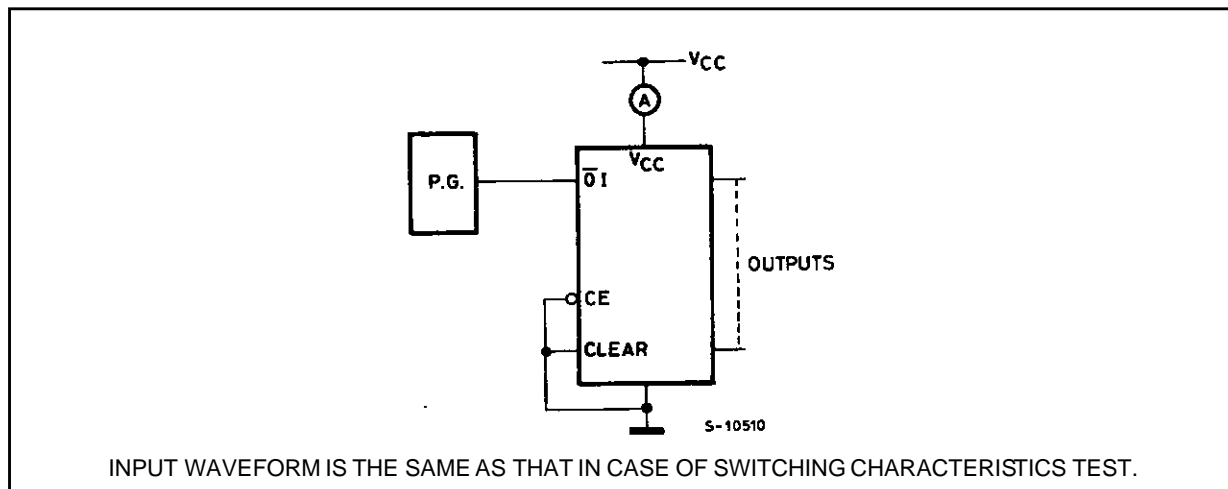 VCC
A
VCC
P.G.
O̅ I
OUTPUTS
CE
CLEAR
S-10510
INPUT WAVEFORM IS THE SAME AS THAT IN CASE OF SWITCHING CHARACTERISTICS TEST.